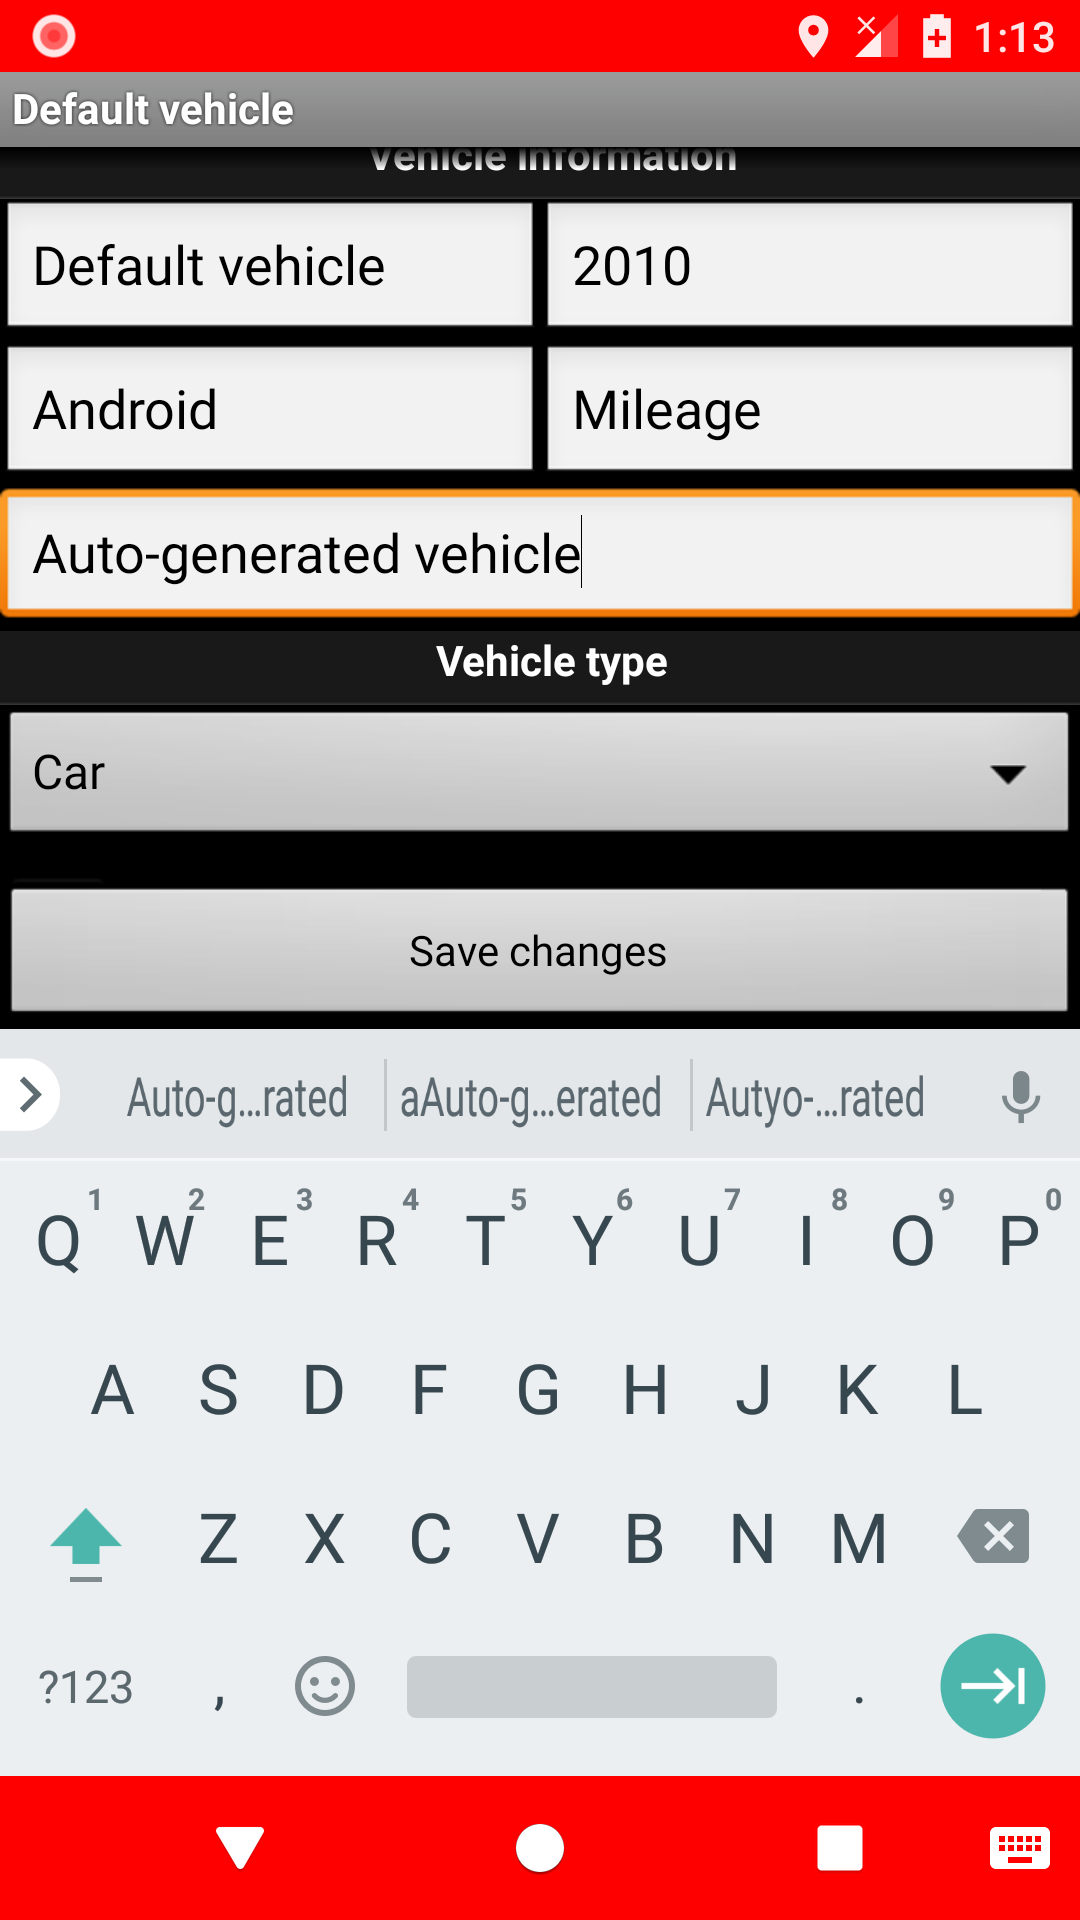 1:13
Default vehicle
Vehicle information
Default vehicle 2010
Android Mileage
Auto-generated vehicle
Vehicle type
Car
Save changes
Auto-g...rated aAuto-g...erated Autyo-...rated
1 2 3 4 5 6 7 8 9 0
Q W E R T Y U I O P
A S D F G H J K L
Z X C V B N M
?123 , .